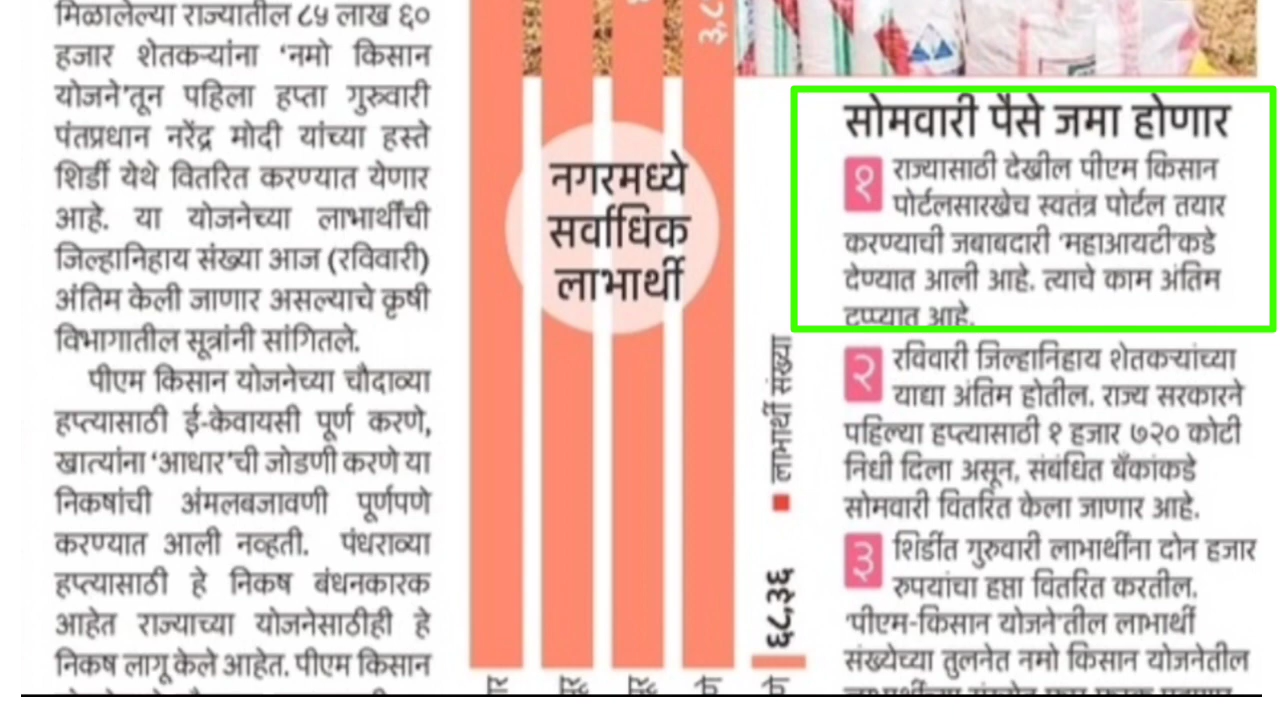 मिळालेल्या राज्यातील ८५ लाख ६०
हजार शेतकऱ्यांना 'नमो किसान
योजने'तून पहिला हप्ता गुरुवारी
पंतप्रधान नरेंद्र मोदी यांच्या हस्ते
शिर्डी येथे वितरित करण्यात येणार
आहे. या योजनेच्या लाभार्थींची
जिल्हानिहाय संख्या आज (रविवारी)
अंतिम केली जाणार असल्याचे कृषी
विभागातील सूत्रांनी सांगितले.
पीएम किसान योजनेच्या चौदाव्या
हप्त्यासाठी ई-केवायसी पूर्ण करणे,
खात्यांना 'आधार'ची जोडणी करणे या
निकषांची अंमलबजावणी पूर्णपणे
करण्यात आली नव्हती. पंधराव्या
हप्त्यासाठी हे निकष बंधनकारक
आहेत राज्याच्या योजनेसाठीही हे
निकष लागू केले आहेत. पीएम किसान
नगरमध्ये
सर्वाधिक
लाभार्थी
लाभार्थी संख्या
६८,३६
सोमवारी पैसे जमा होणार
१ राज्यासाठी देखील पीएम किसान
पोर्टलसारखेच स्वतंत्र पोर्टल तयार
करण्याची जबाबदारी 'महाआयटी'कडे
देण्यात आली आहे. त्याचे काम अंतिम
टप्प्यात आहे.
२ रविवारी जिल्हानिहाय शेतकऱ्यांच्या
याद्या अंतिम होतील. राज्य सरकारने
पहिल्या हप्त्यासाठी १ हजार ७२० कोटी
निधी दिला असून, संबंधित बँकांकडे
सोमवारी वितरित केला जाणार आहे.
३ शिर्डीत गुरुवारी लाभार्थींना दोन हजार
रुपयांचा हप्ता वितरित करतील.
'पीएम-किसान योजने'तील लाभार्थी
संख्येच्या तुलनेत नमो किसान योजनेतील